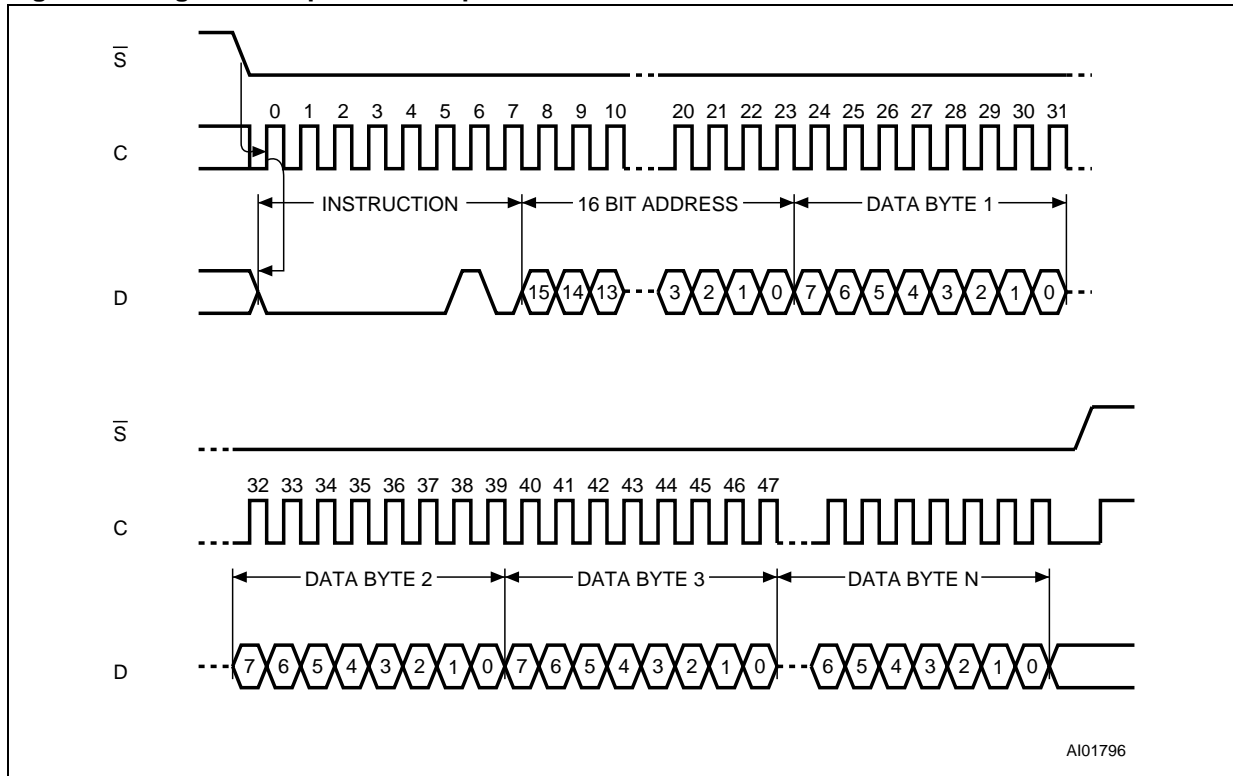 S
0 1 2 3 4 5 6 7 8 9 10 20 21 22 23 24 25 26 27 28 29 30 31
C
INSTRUCTION 16 BIT ADDRESS DATA BYTE 1
D 15 14 13 3 2 1 0 7 6 5 4 3 2 1 0
S
32 33 34 35 36 37 38 39 40 41 42 43 44 45 46 47
C
DATA BYTE 2 DATA BYTE 3 DATA BYTE N
D 7 6 5 4 3 2 1 0 7 6 5 4 3 2 1 0 6 5 4 3 2 1 0
AI01796